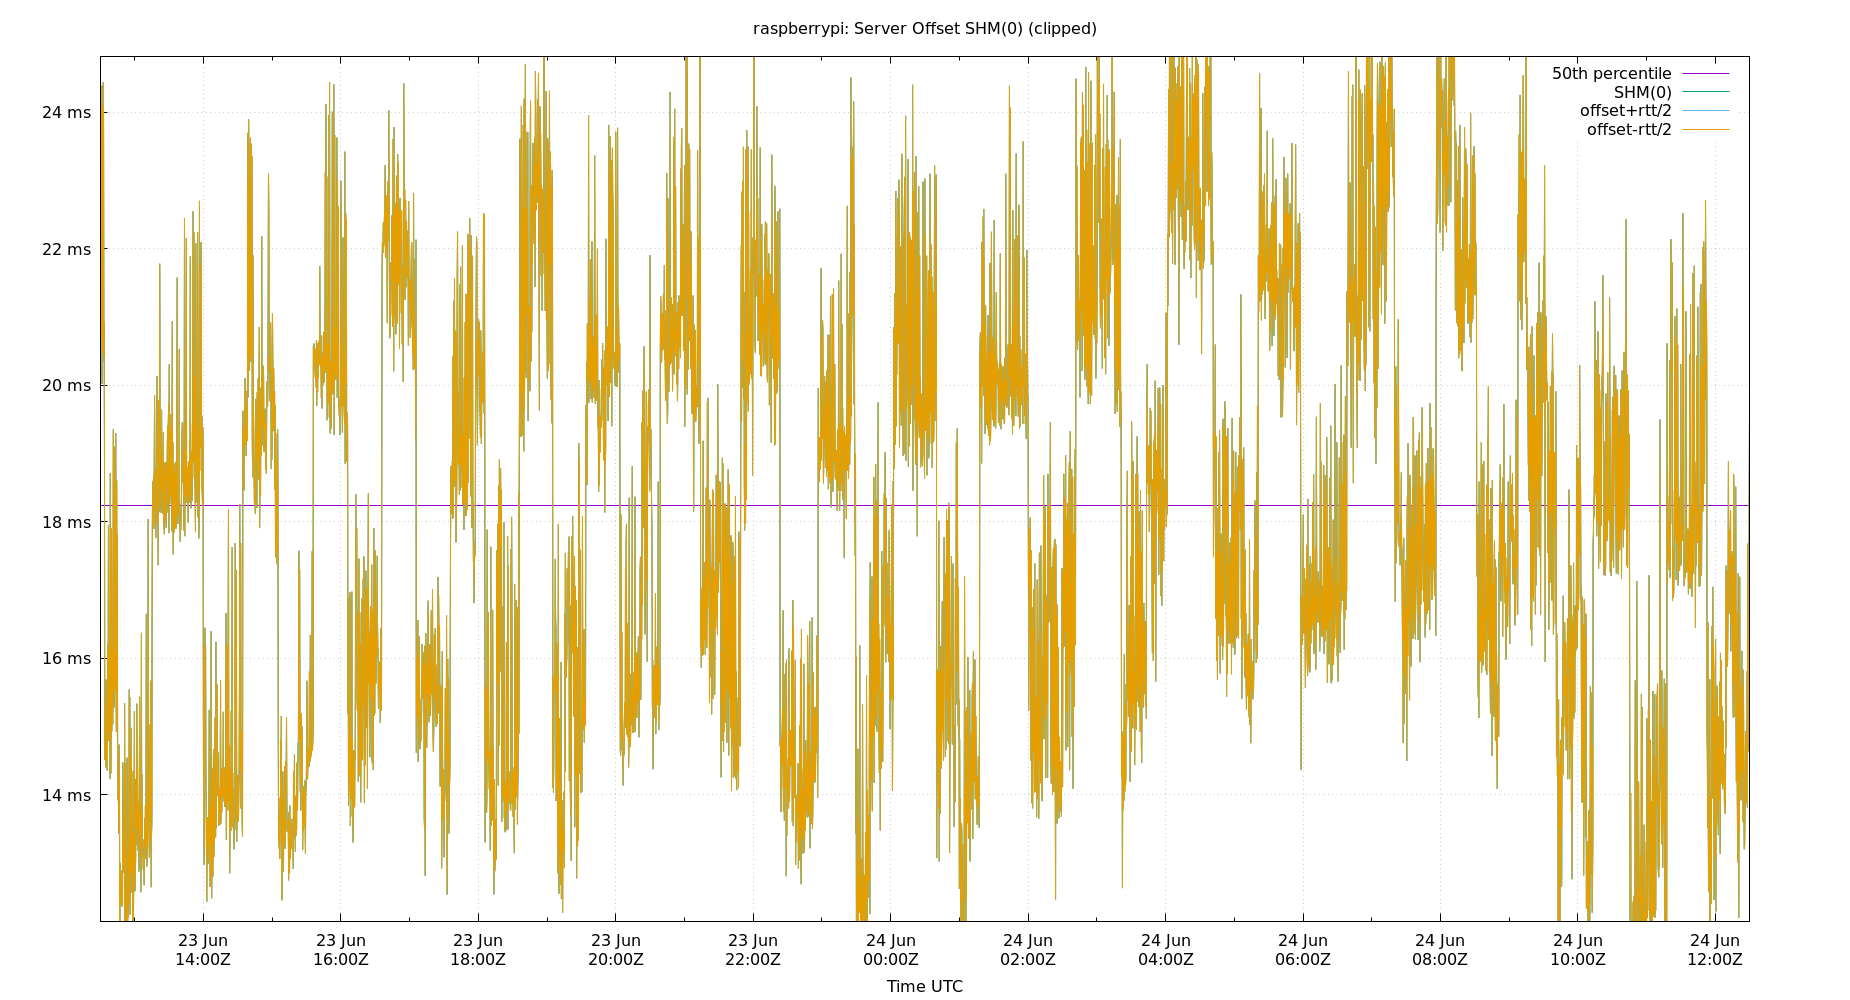 raspberrypi: Server Offset SHM(0) (clipped)
50th percentile
SHM(0)
offset+rtt/2
offset-rtt/2
24 ms
22 ms
20 ms
18 ms
16 ms
14 ms
23 Jun 23 Jun 23 Jun 23 Jun 23 Jun 24 Jun 24 Jun 24 Jun 24 Jun 24 Jun 24 Jun 24 Jun
14:00Z 16:00Z 18:00Z 20:00Z 22:00Z 00:00Z 02:00Z 04:00Z 06:00Z 08:00Z 10:00Z 12:00Z
Time UTC